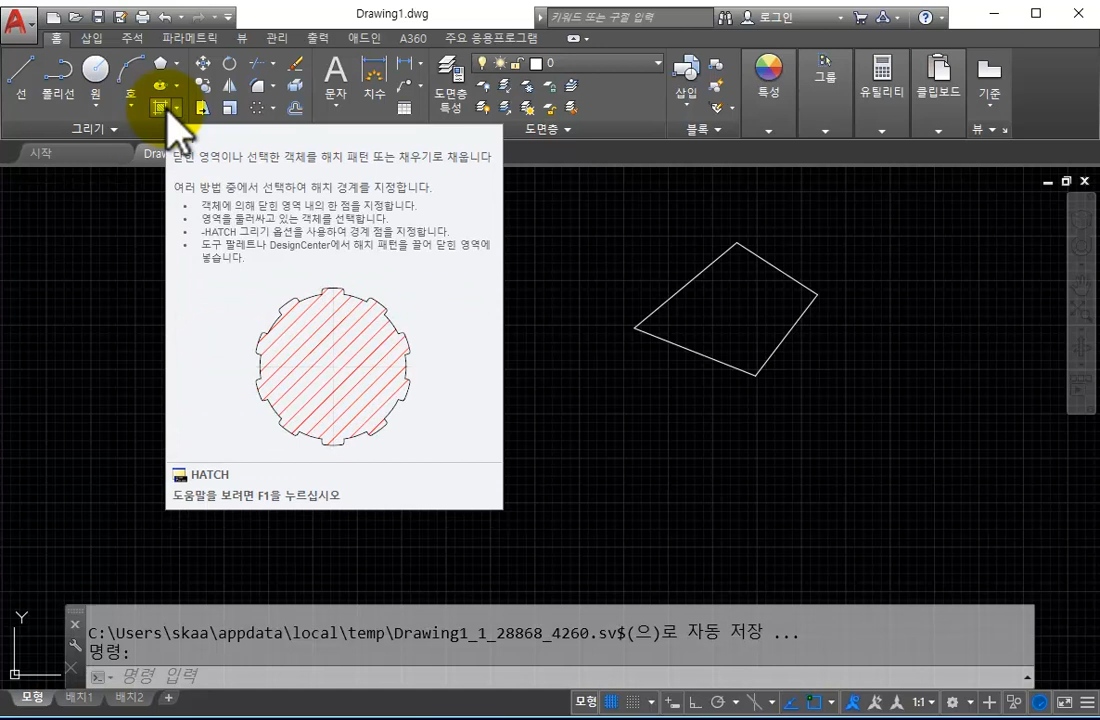 Drawing1.dwg
키워드 또는 구절 입력
로그인
홈 삽입 주석 파라메트릭 뷰 관리 출력 애드인 A360 주요 응용프로그램
선 폴리선 원 호 문자 치수 도면층 특성 0 삽입 특성 그룹 유틸리티 클립보드 기준
그리기 도면층 블록 뷰
시작
닫힌 영역이나 선택한 객체를 해치 패턴 또는 채우기로 채웁니다
여러 방법 중에서 선택하여 해치 경계를 지정합니다.
• 객체에 의해 닫힌 영역 내의 한 점을 지정합니다.
• 영역을 둘러싸고 있는 객체를 선택합니다.
• -HATCH 그리기 옵션을 사용하여 경계 점을 지정합니다.
• 도구 팔레트나 DesignCenter에서 해치 패턴을 끌어 닫힌 영역에
넣습니다.
HATCH
도움말을 보려면 F1을 누르십시오
Y
C:\Users\skaa\appdata\local\temp\Drawing1_1_28868_4260.sv$(으)로 자동 저장 ...
명령:
명령 입력
모형 배치1 배치2 +
모형 1:1